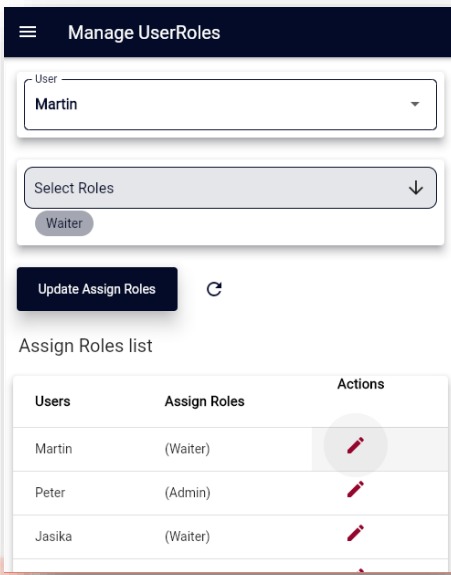 Manage UserRoles
User
Martin
Select Roles
Waiter
Update Assign Roles
Assign Roles list
Users Assign Roles Actions
Martin (Waiter)
Peter (Admin)
Jasika (Waiter)